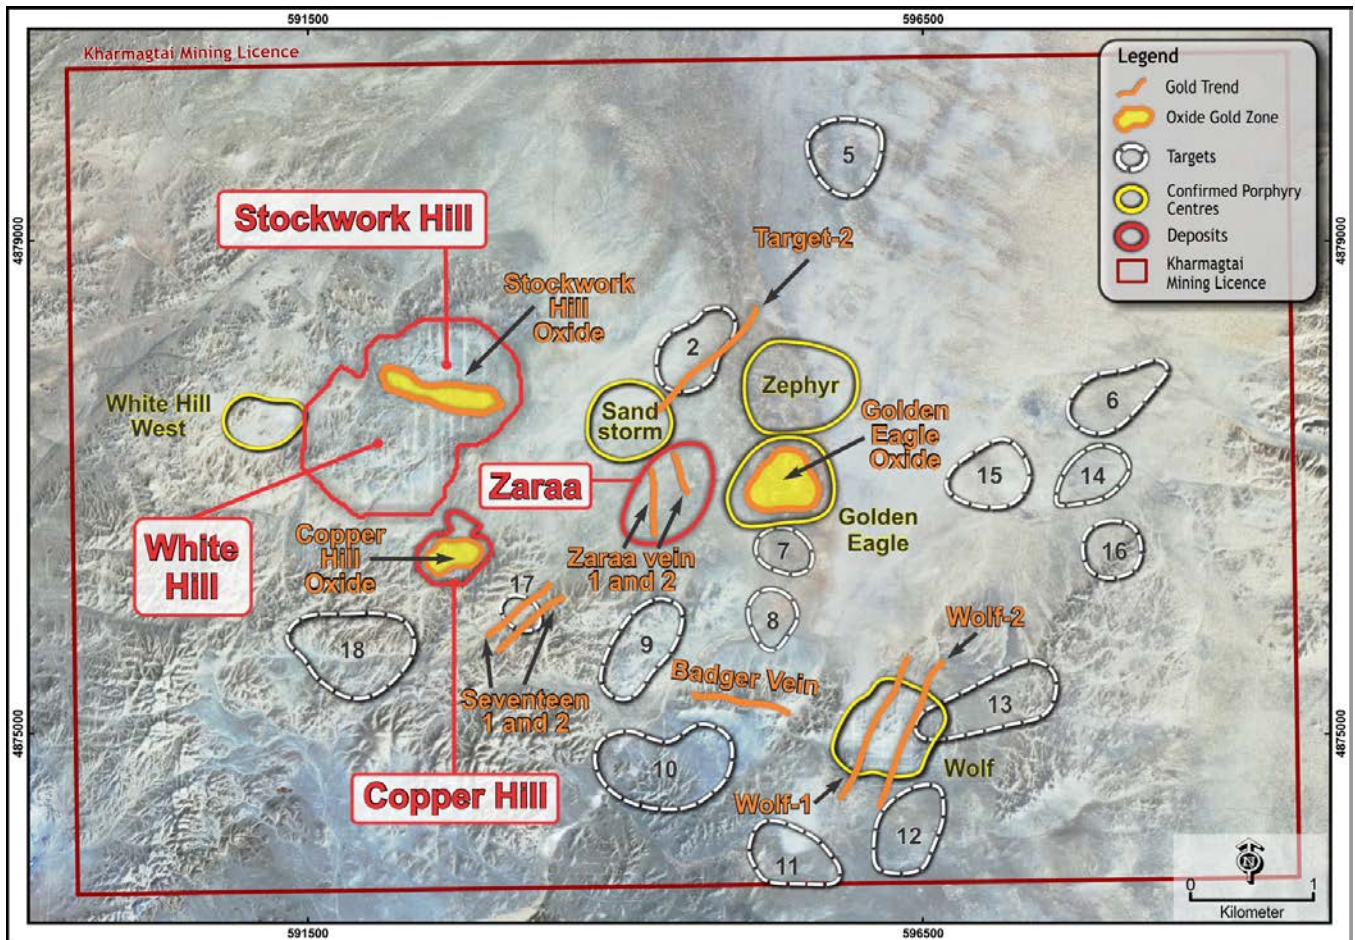 591500
596500
Kharmagtai Mining Licence
Legend
Gold Trend
Oxide Gold Zone
Targets
Confirmed Porphyry
Centres
Deposits
Kharmagtai
Mining Licence
4879000
4879000
5
Stockwork Hill
Target-2
Stockwork
Hill
Oxide
2
Zephyr
White Hill
West
Sand
storm
Golden
Eagle
Oxide
6
15
14
Zaraa
Golden
Eagle
White
Hill
Copper
Hill
Oxide
Zaraa vein
1 and 2
7
16
17
8
Wolf-2
18
9
Badger Vein
Seventeen
1 and 2
13
4875000
4875000
10
Wolf
Copper Hill
Wolf-1
12
11
N
0
1
Kilometer
591500
596500